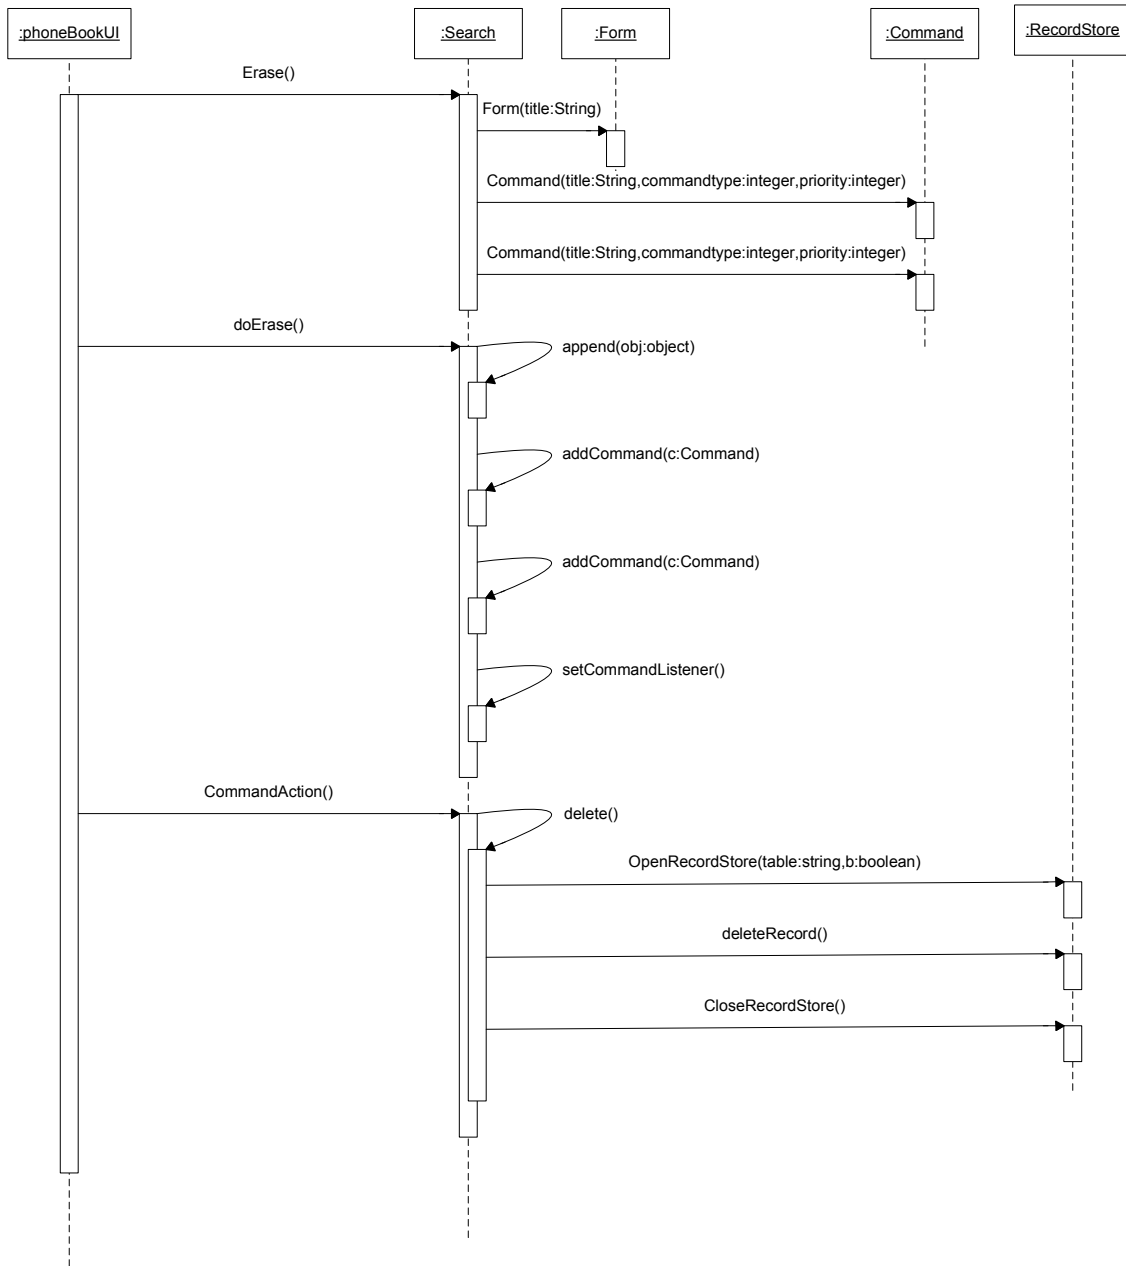 :phoneBookUI
:Search
:Form
:Command
:RecordStore
Erase()
Form(title:String)
Command(title:String,commandtype:integer,priority:integer)
Command(title:String,commandtype:integer,priority:integer)
doErase()
append(obj:object)
addCommand(c:Command)
addCommand(c:Command)
setCommandListener()
CommandAction()
delete()
OpenRecordStore(table:string,b:boolean)
deleteRecord()
CloseRecordStore()